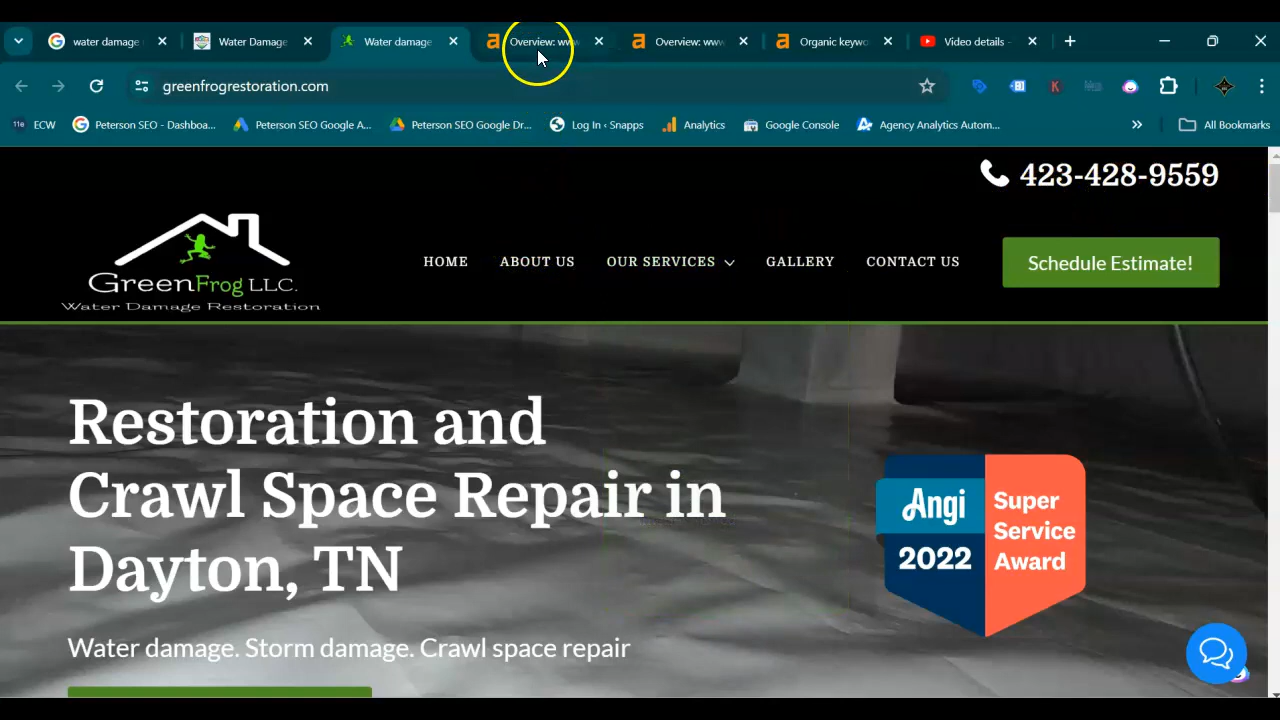 water damage
Water Damage
Water damage
Overview: ww
Overview: ww
Organic keywo
Video details -
greenfrogrestoration.com
11e ECW
Peterson SEO - Dashboa...
Peterson SEO Google A...
Peterson SEO Google Dr...
Log In ‹ Snapps
Analytics
Google Console
Agency Analytics Autom...
»
All Bookmarks
423-428-9559
GreenFrog LLC.
Water Damage Restoration
HOME
ABOUT US
OUR SERVICES
GALLERY
CONTACT US
Schedule Estimate!
Restoration and
Crawl Space Repair in
Dayton, TN
Angi
2022
Super
Service
Award
Water damage. Storm damage. Crawl space repair